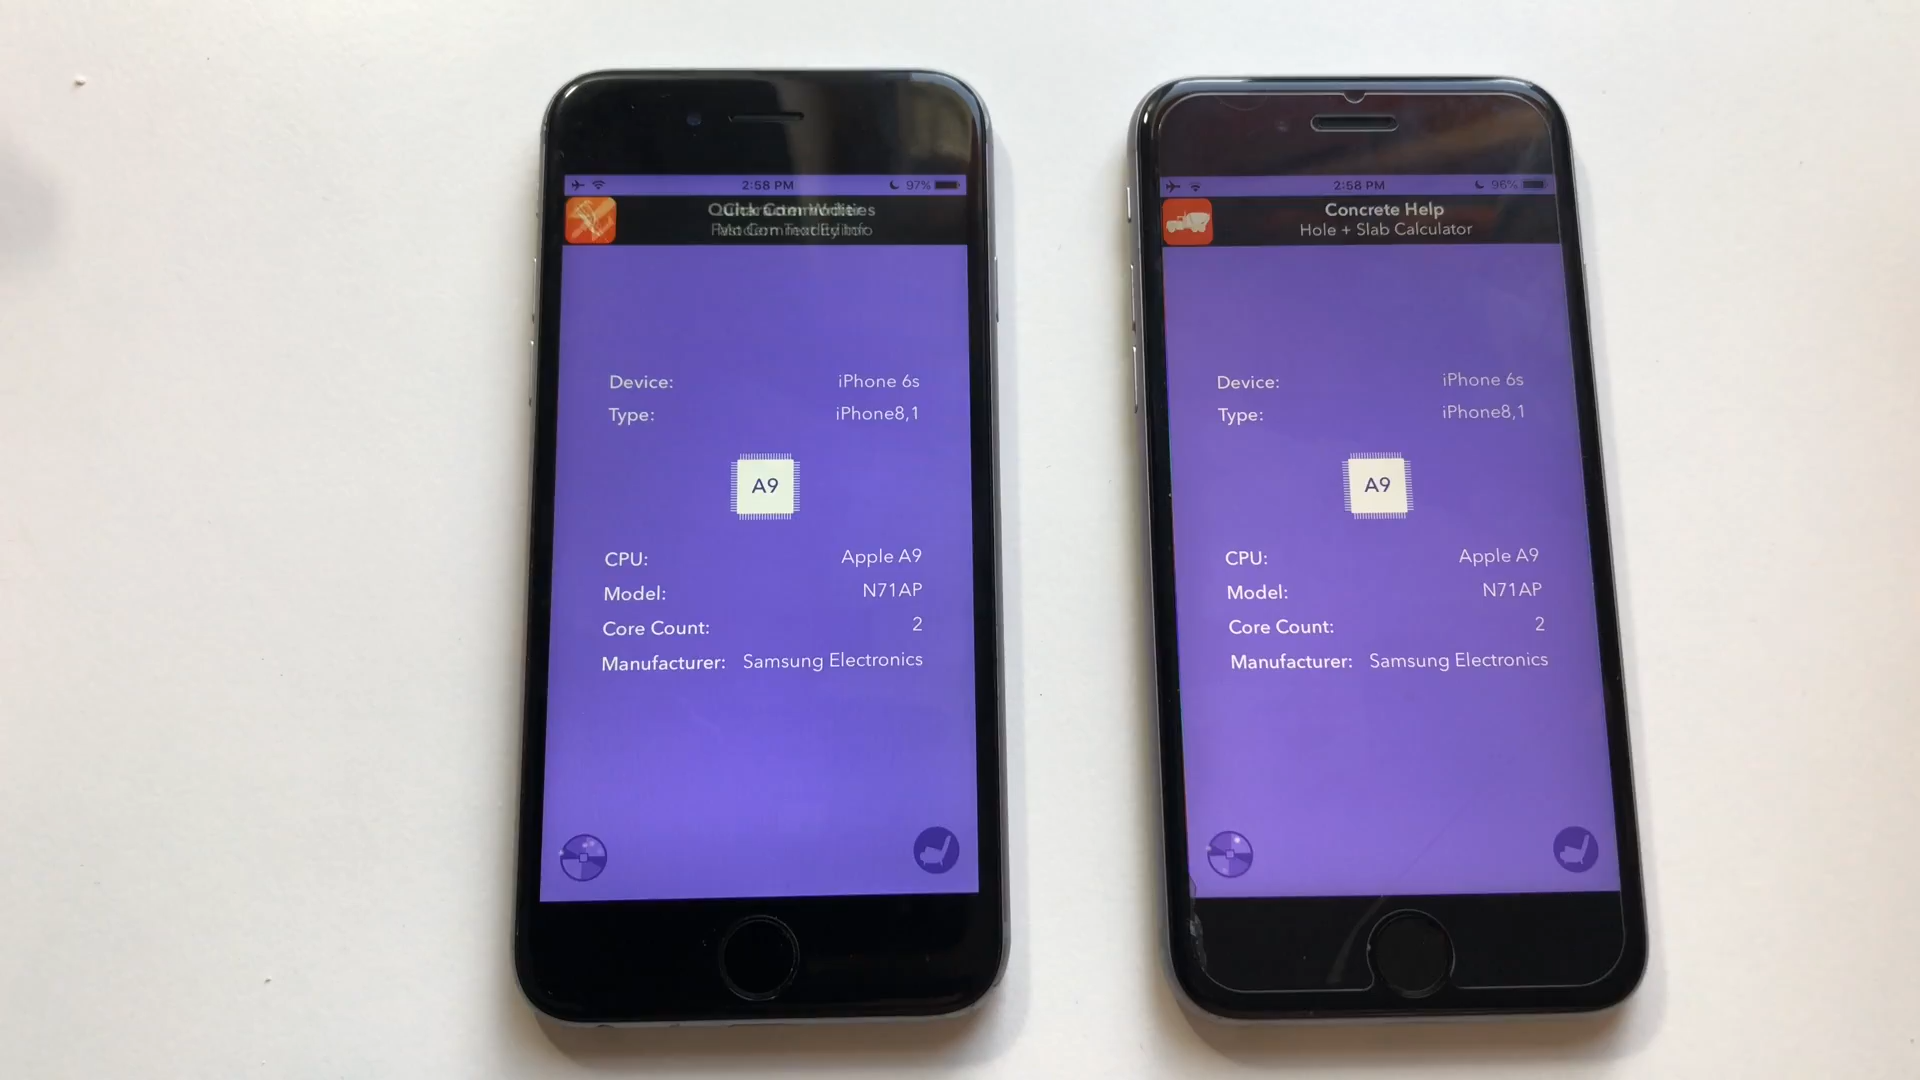 2:58 PM 97%
Device: iPhone 6s
Type: iPhone8,1
A9
CPU: Apple A9
Model: N71AP
Core Count: 2
Manufacturer: Samsung Electronics
2:58 PM 96%
Concrete Help
Hole + Slab Calculator
Device: iPhone 6s
Type: iPhone8,1
A9
CPU: Apple A9
Model: N71AP
Core Count: 2
Manufacturer: Samsung Electronics